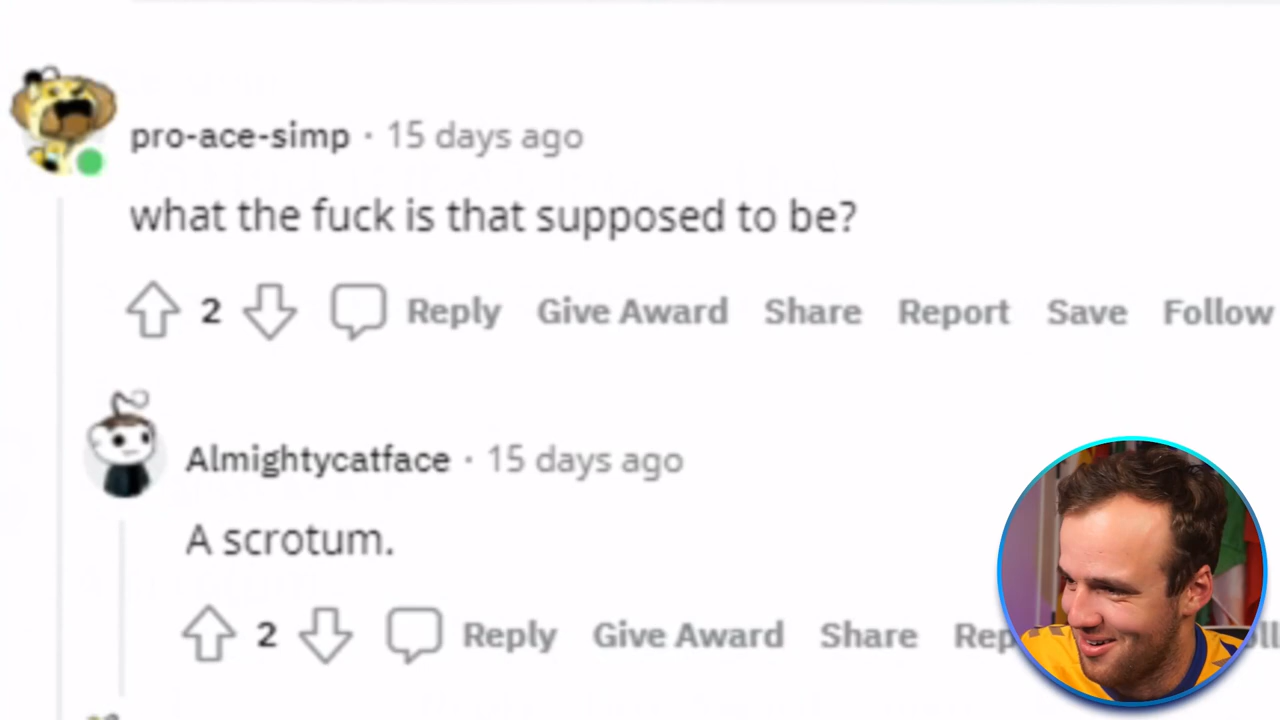 pro-ace-simp · 15 days ago
what the fuck is that supposed to be?
2 Reply Give Award Share Report Save Follow
Almightycatface · 15 days ago
A scrotum.
2 Reply Give Award Share